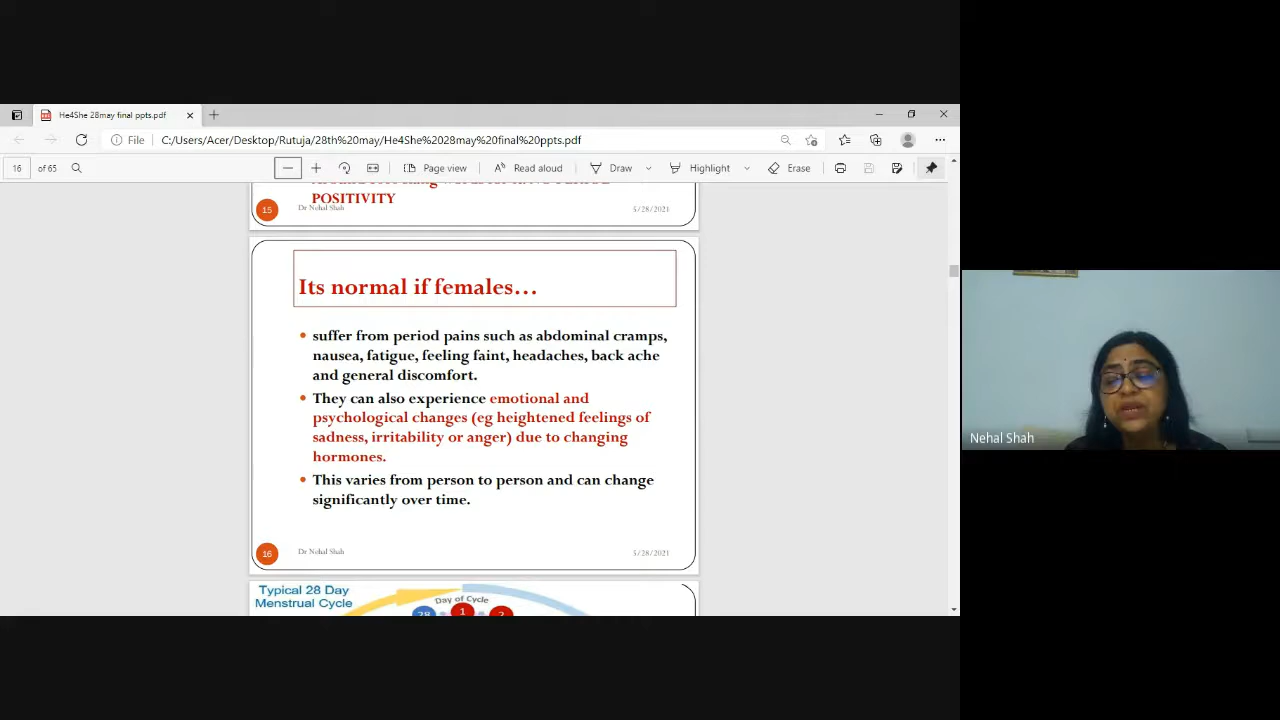 He4She 28may final ppts.pdf
File C:/Users/Acer/Desktop/Rutuja/28th%20may/He4She%2028may%20final%20ppts.pdf
16 of 65 Page view Read aloud Draw Highlight Erase
POSITIVITY
15 Dr Nehal Shah 5/28/2021
Its normal if females...
• suffer from period pains such as abdominal cramps,
nausea, fatigue, feeling faint, headaches, back ache
and general discomfort.
• They can also experience emotional and
psychological changes (eg heightened feelings of
sadness, irritability or anger) due to changing
hormones.
• This varies from person to person and can change
significantly over time.
16 Dr Nehal Shah 5/28/2021
Typical 28 Day
Menstrual Cycle
Day of Cycle
28 1 2
Nehal Shah